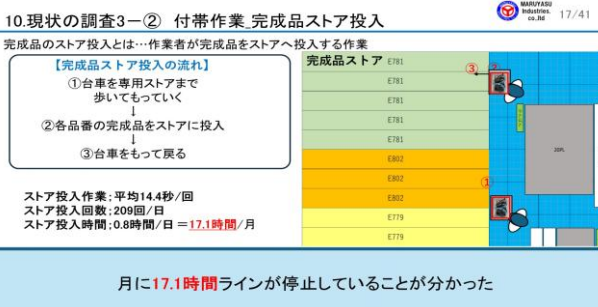 10.現状の調査3ー② 付帯作業_完成品ストア投入
MARUYASU
Industries.
co.,ltd
17/41
完成品のストア投入とは…作業者が完成品をストアへ投入する作業
【完成品ストア投入の流れ】
①台車を専用ストアまで
歩いてもっていく
↓
②各品番の完成品をストアに投入
↓
③台車をもって戻る
ストア投入作業;平均14.4秒/回
ストア投入回数;209回/日
ストア投入時間;0.8時間/日 =17.1時間/月
完成品ストア E781
E781
E781
E781
E781
E802
E802
E802
E779
E779
③
②
①
月に17.1時間ラインが停止していることが分かった